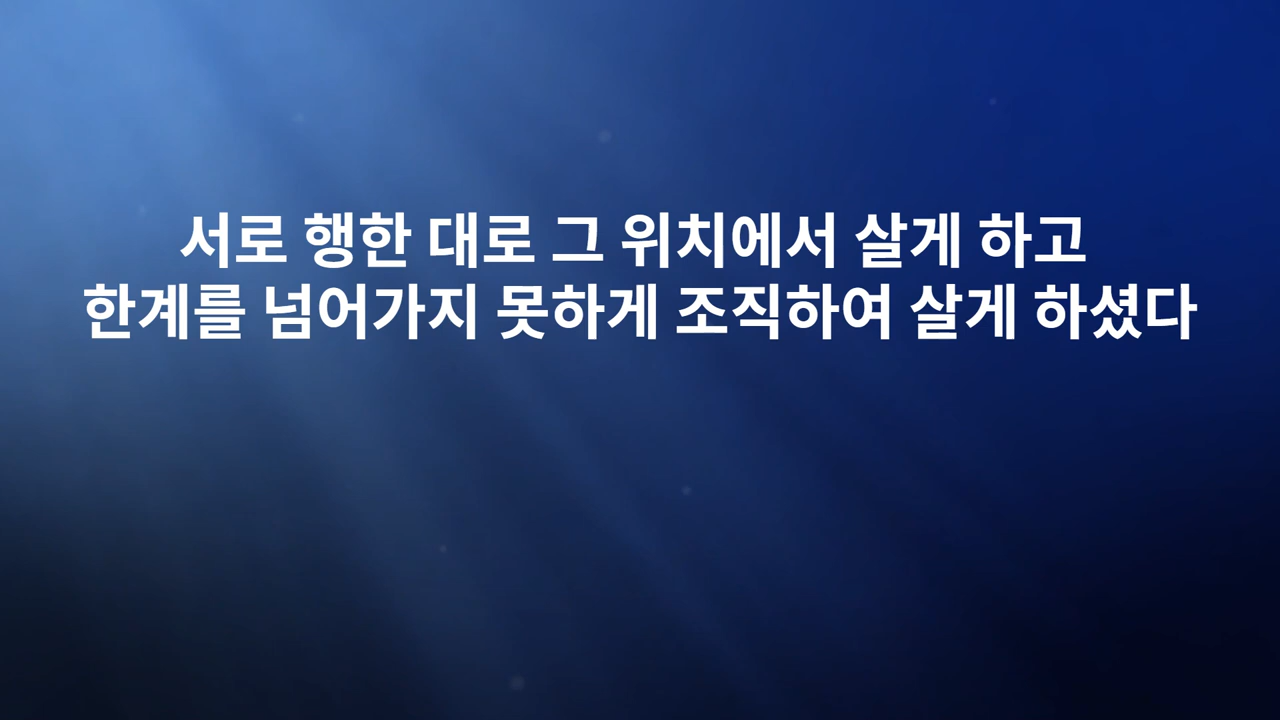 서로 행한 대로 그 위치에서 살게 하고
한계를 넘어가지 못하게 조직하여 살게 하셨다